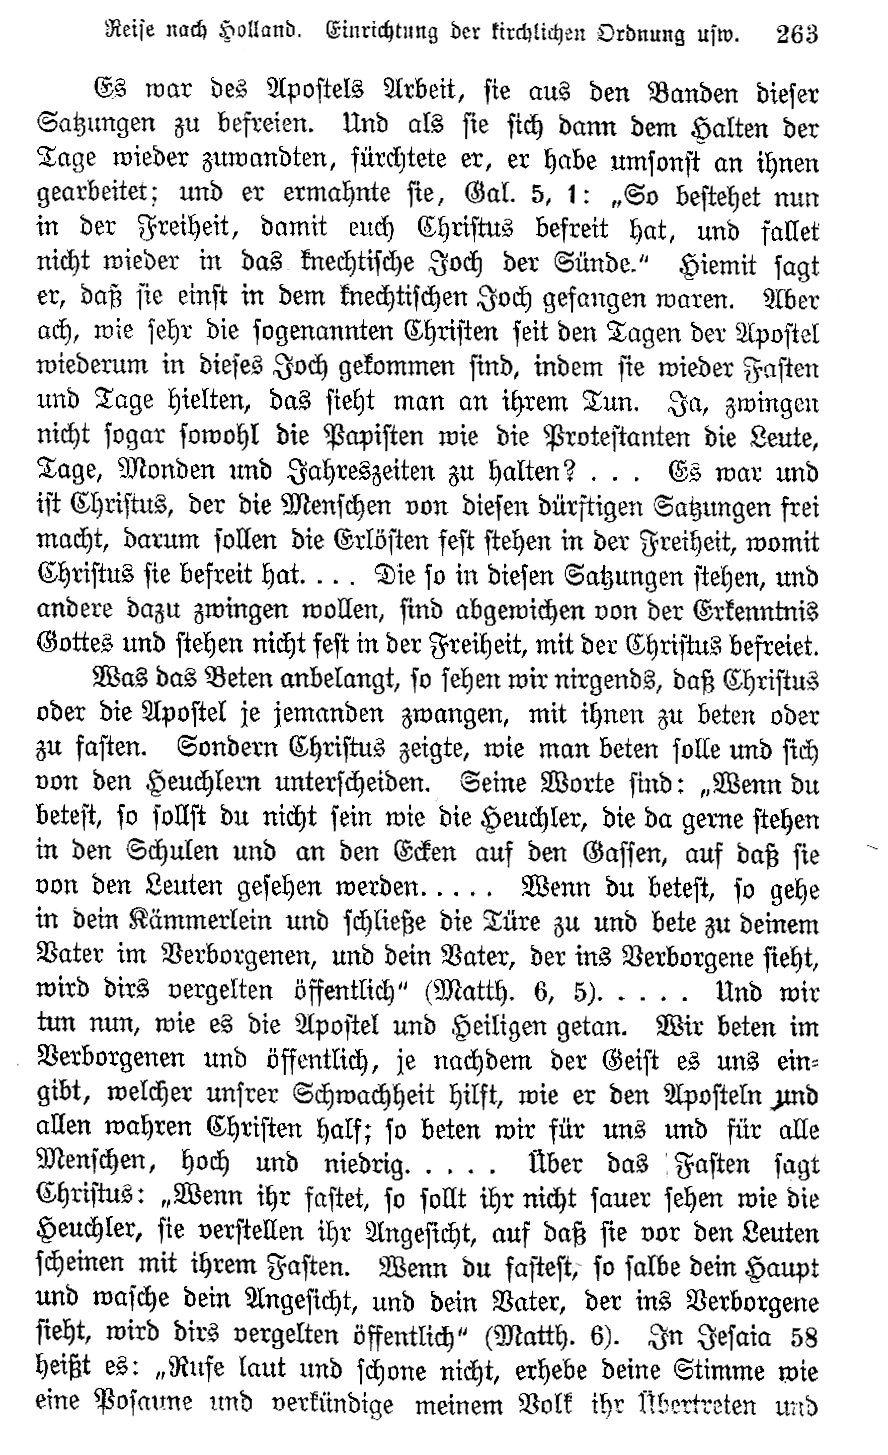 Reise nach Holland. Einrichtung der kirchlichen Ordnung usw. 263
Es war des Apostels Arbeit, sie aus den Banden dieser
Satzungen zu befreien. Und als sie sich dann dem Halten der
Tage wieder zuwandten, fürchtete er, er habe umsonst an ihnen
gearbeitet; und er ermahnte sie, Gal. 5, 1: „So bestehet nun
in der Freiheit, damit euch Christus befreit hat, und fallet
nicht wieder in das knechtische Joch der Sünde.“ Hiemit sagt
er, daß sie einst in dem knechtischen Joch gefangen waren. Aber
ach, wie sehr die sogenannten Christen seit den Tagen der Apostel
wiederum in dieses Joch gekommen sind, indem sie wieder Fasten
und Tage hielten, das sieht man an ihrem Tun. Ja, zwingen
nicht sogar sowohl die Papisten wie die Protestanten die Leute,
Tage, Monden und Jahreszeiten zu halten? . . . Es war und
ist Christus, der die Menschen von diesen dürftigen Satzungen frei
macht, darum sollen die Erlösten fest stehen in der Freiheit, womit
Christus sie befreit hat. . . . Die so in diesen Satzungen stehen, und
andere dazu zwingen wollen, sind abgewichen von der Erkenntnis
Gottes und stehen nicht fest in der Freiheit, mit der Christus befreiet.
Was das Beten anbelangt, so sehen wir nirgends, daß Christus
oder die Apostel je jemanden zwangen, mit ihnen zu beten oder
zu fasten. Sondern Christus zeigte, wie man beten solle und sich
von den Heuchlern unterscheiden. Seine Worte sind: „Wenn du
betest, so sollst du nicht sein wie die Heuchler, die da gerne stehen
in den Schulen und an den Ecken auf den Gassen, auf daß sie
von den Leuten gesehen werden. . . . . Wenn du betest, so gehe
in dein Kämmerlein und schließe die Türe zu und bete zu deinem
Vater im Verborgenen, und dein Vater, der ins Verborgene sieht,
wird dirs vergelten öffentlich“ (Matth. 6, 5). . . . . Und wir
tun nun, wie es die Apostel und Heiligen getan. Wir beten im
Verborgenen und öffentlich, je nachdem der Geist es uns ein-
gibt, welcher unsrer Schwachheit hilft, wie er den Aposteln und
allen wahren Christen half; so beten wir für uns und für alle
Menschen, hoch und niedrig. . . . . Über das Fasten sagt
Christus: „Wenn ihr fastet, so sollt ihr nicht sauer sehen wie die
Heuchler, sie verstellen ihr Angesicht, auf daß sie vor den Leuten
scheinen mit ihrem Fasten. Wenn du fastest, so salbe dein Haupt
und wasche dein Angesicht, und dein Vater, der ins Verborgene
sieht, wird dirs vergelten öffentlich“ (Matth. 6). In Jesaia 58
heißt es: „Rufe laut und schone nicht, erhebe deine Stimme wie
eine Posaune und verkündige meinem Volk ihr Übertreten und